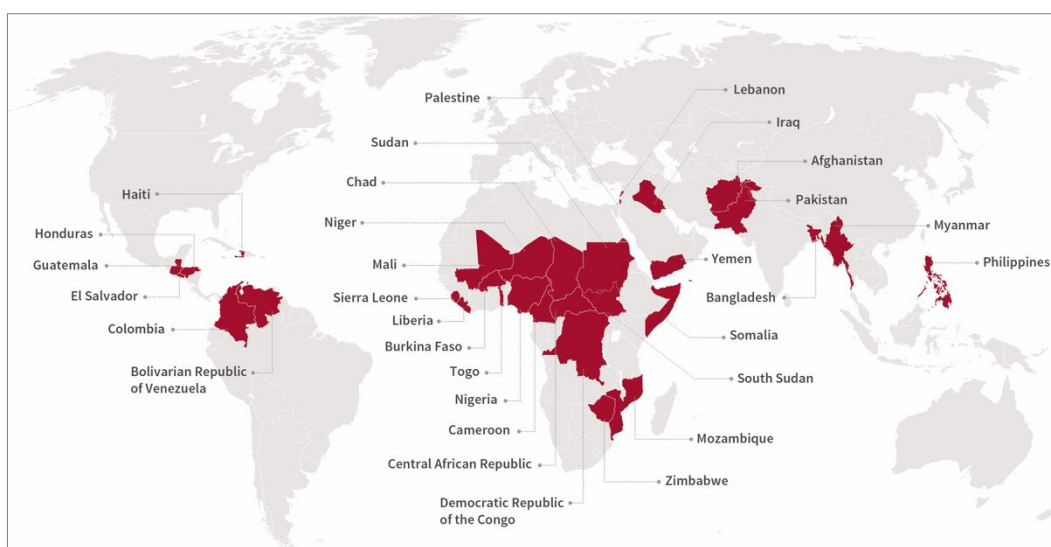 Palestine
Lebanon
Sudan
Iraq
Chad
Afghanistan
Haiti
Pakistan
Niger
Myanmar
Honduras
Guatemala
Mali
Yemen
Philippines
El Salvador
Sierra Leone
Bangladesh
Liberia
Colombia
Somalia
Burkina Faso
Bolivarian Republic
of Venezuela
Togo
South Sudan
Nigeria
Cameroon
Mozambique
Central African Republic
Zimbabwe
Democratic Republic
of the Congo